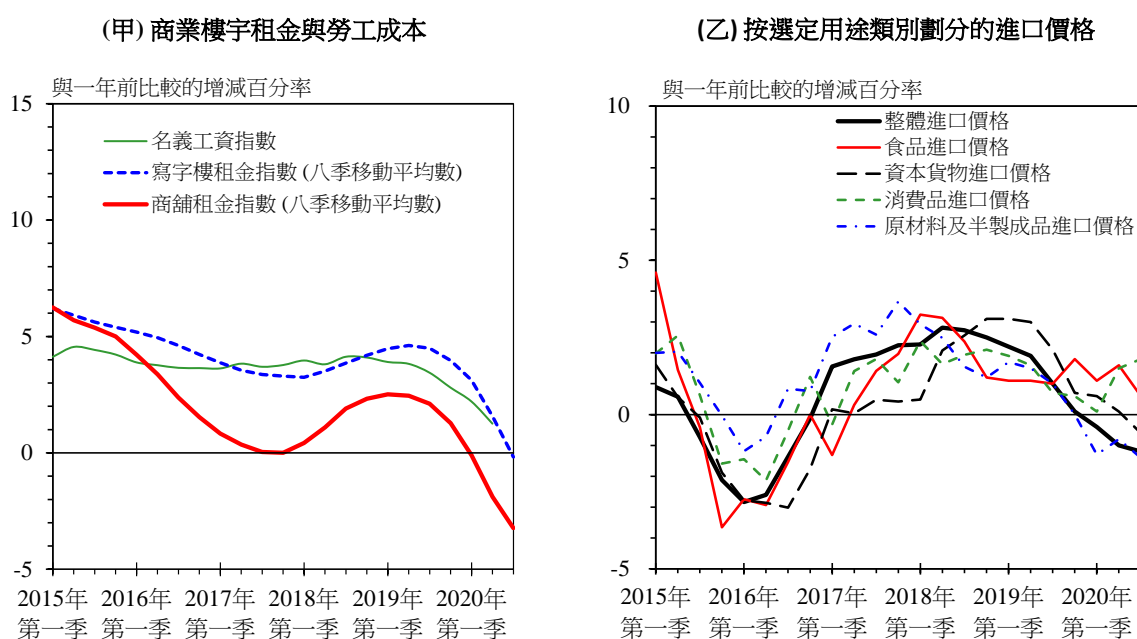 (甲) 商業樓宇租金與勞工成本
與一年前比較的增減百分率
15
10
5
0
-5
名義工資指數
寫字樓租金指數 (八季移動平均數)
商舖租金指數 (八季移動平均數)
2015年 2016年 2017年 2018年 2019年 2020年
第一季 第一季 第一季 第一季 第一季 第一季
(乙) 按選定用途類別劃分的進口價格
與一年前比較的增減百分率
10
5
0
-5
整體進口價格
食品進口價格
資本貨物進口價格
消費品進口價格
原材料及半製成品進口價格
2015年 2016年 2017年 2018年 2019年 2020年
第一季 第一季 第一季 第一季 第一季 第一季